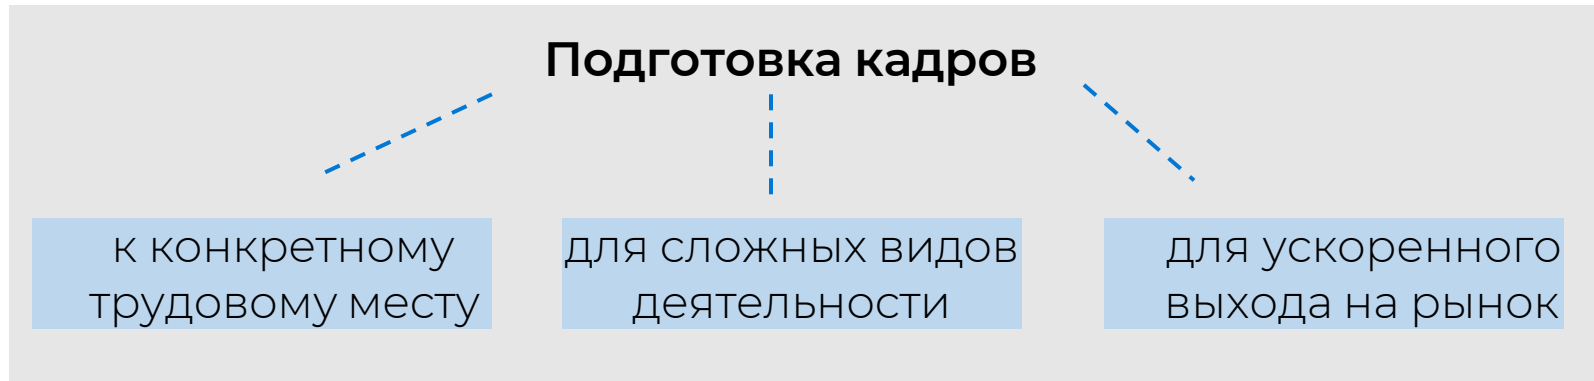 Подготовка кадров
к конкретному
трудовому месту
для сложных видов
деятельности
для ускоренного
выхода на рынок